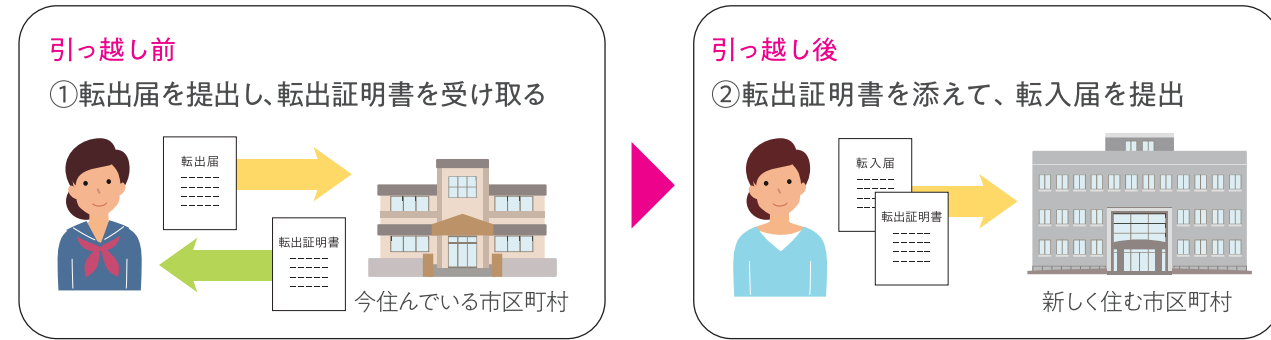 引っ越し前
①転出届を提出し、転出証明書を受け取る
転出届
転出証明書
今住んでいる市区町村
引っ越し後
②転出証明書を添えて、転入届を提出
転入届
転出証明書
新しく住む市区町村